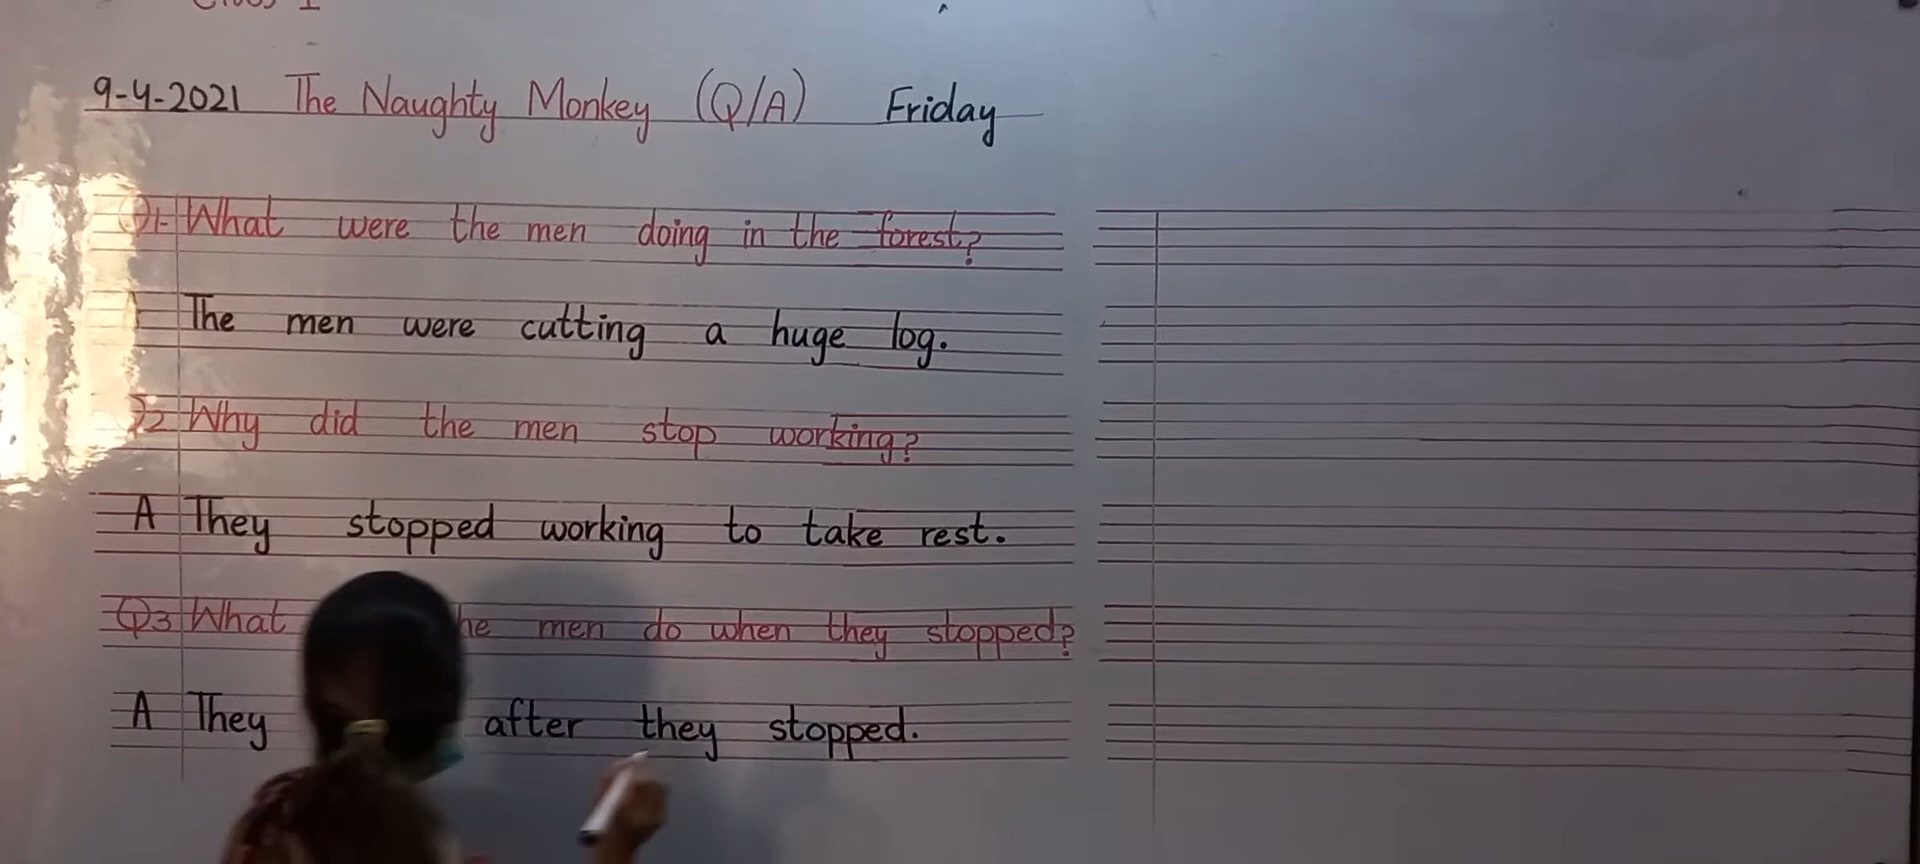 9-4-2021 The Naughty Monkey (Q/A) Friday
Q1- What were the men doing in the forest?
The men were cutting a huge log.
Q2 Why did the men stop working?
A They stopped working to take rest.
Q3 What he men do when they stopped?
A They after they stopped.